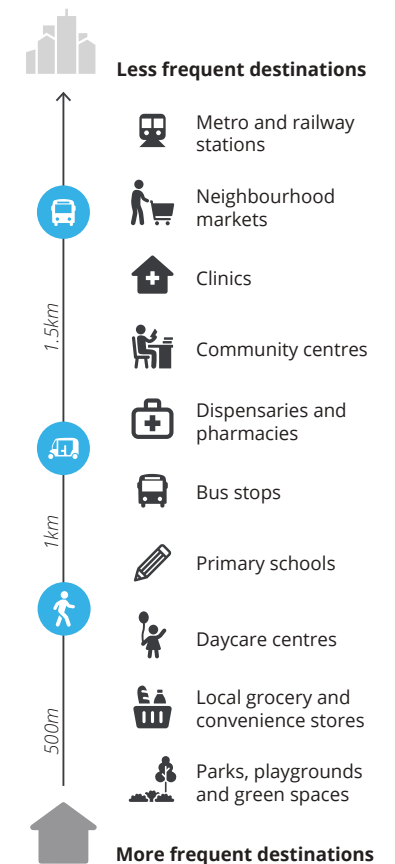 Less frequent destinations
Metro and railway
stations
Neighbourhood
markets
Clinics
1.5km
Community centres
Dispensaries and
pharmacies
Bus stops
1km
Primary schools
Daycare centres
Local grocery and
convenience stores
500m
Parks, playgrounds
and green spaces
More frequent destinations